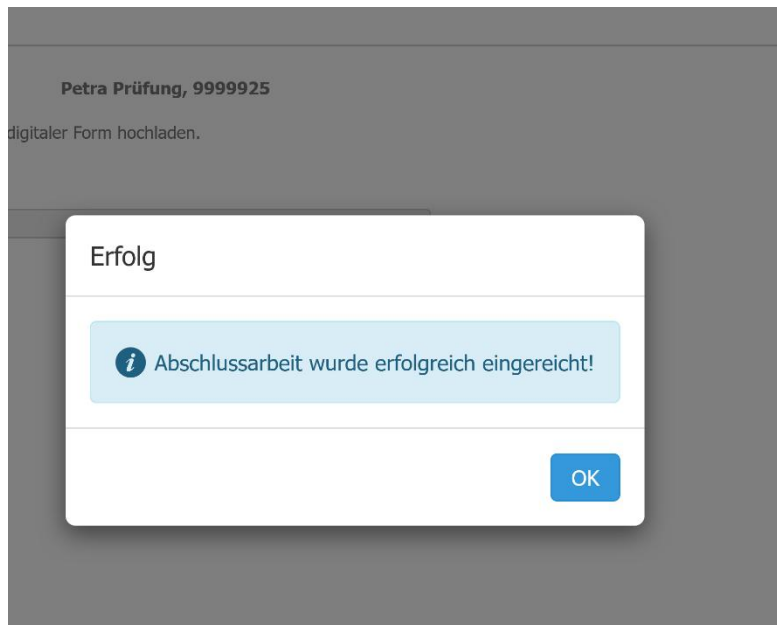 Petra Prüfung, 9999925
digitaler Form hochladen.
Erfolg
Abschlussarbeit wurde erfolgreich eingereicht!
OK